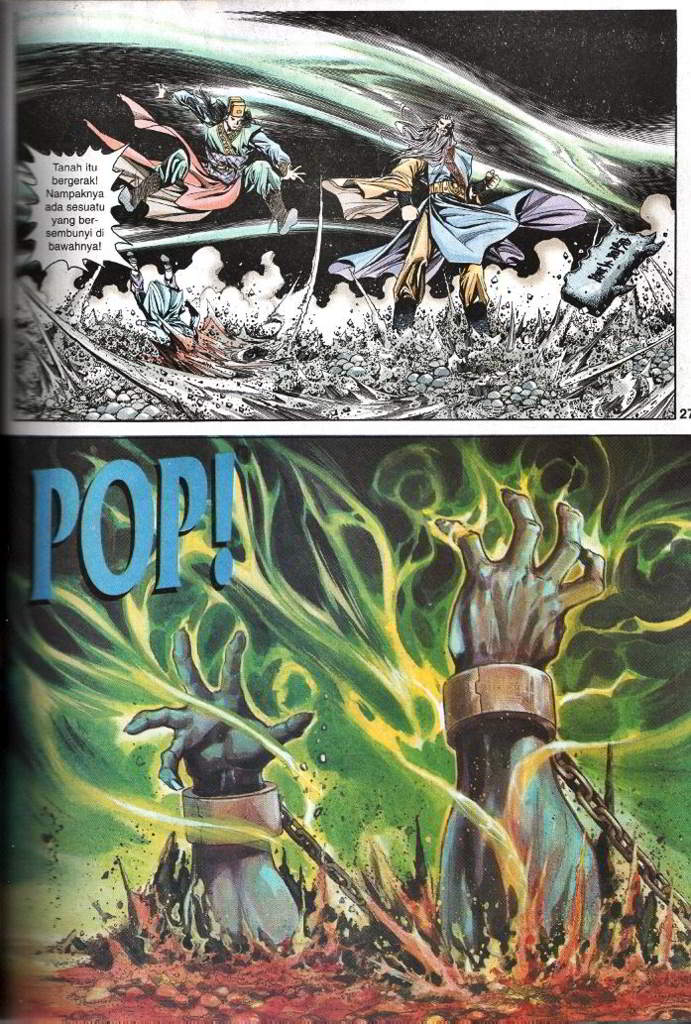 Tanah itu
bergerak!
Nampaknya
ada sesuatu
yang ber-
sembunyi di
bawahnya!
27
POP!